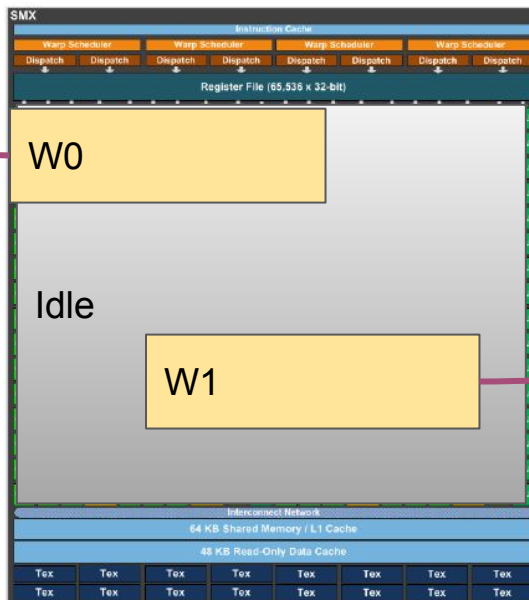 SMX
Instruction Cache
Warp Scheduler Warp Scheduler Warp Scheduler Warp Scheduler
Dispatch Dispatch Dispatch Dispatch Dispatch Dispatch Dispatch Dispatch
Register File (65,536 x 32-bit)
W0
Idle
W1
Interconnect Network
64 KB Shared Memory / L1 Cache
48 KB Read-Only Data Cache
Tex Tex Tex Tex Tex Tex Tex Tex
Tex Tex Tex Tex Tex Tex Tex Tex